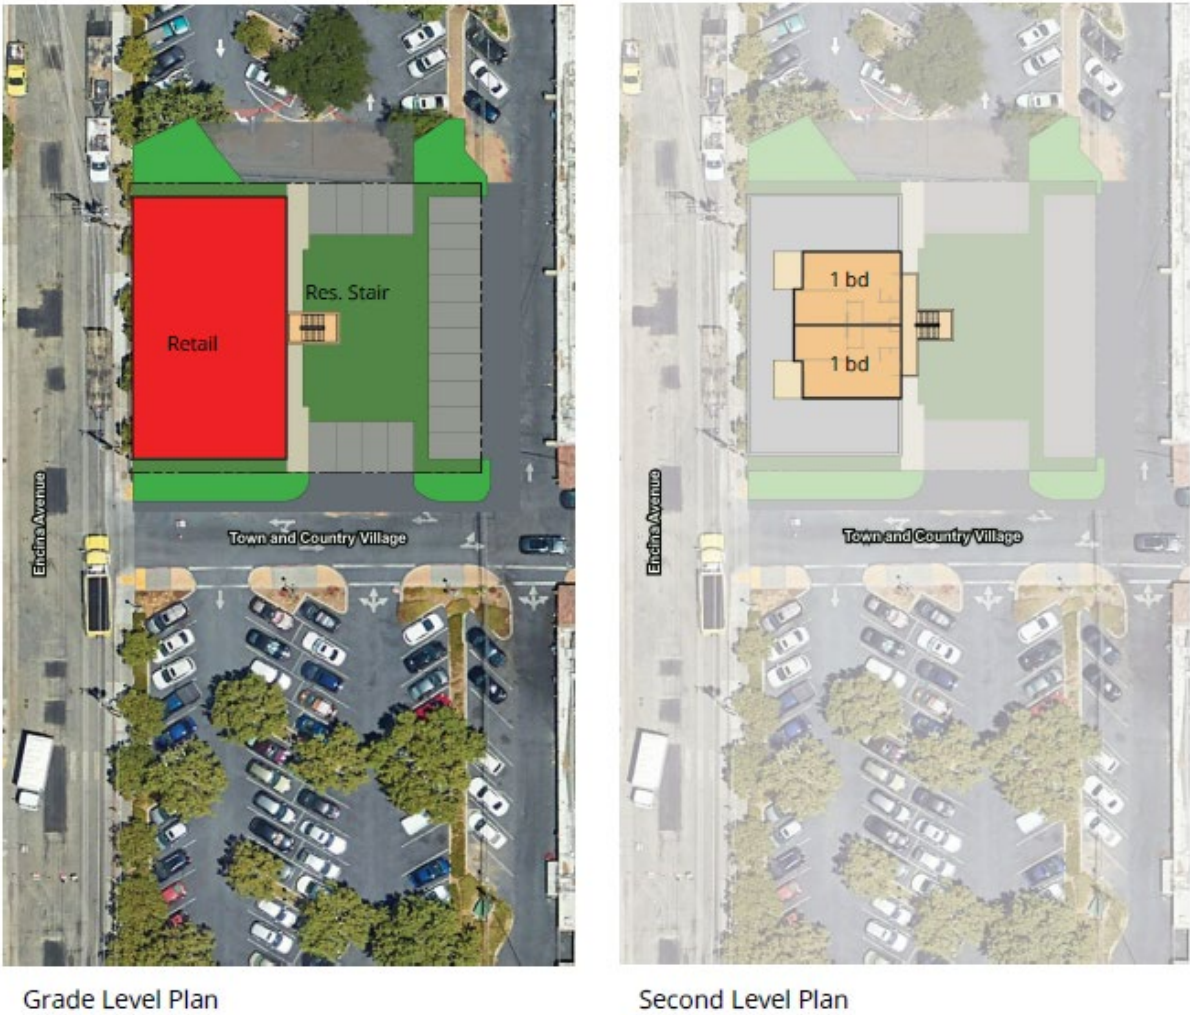 Res. Stair
Retail
Encina Avenue
Town and Country Village
Grade Level Plan
1 bd
1 bd
Encina Avenue
Town and Country Village
Second Level Plan